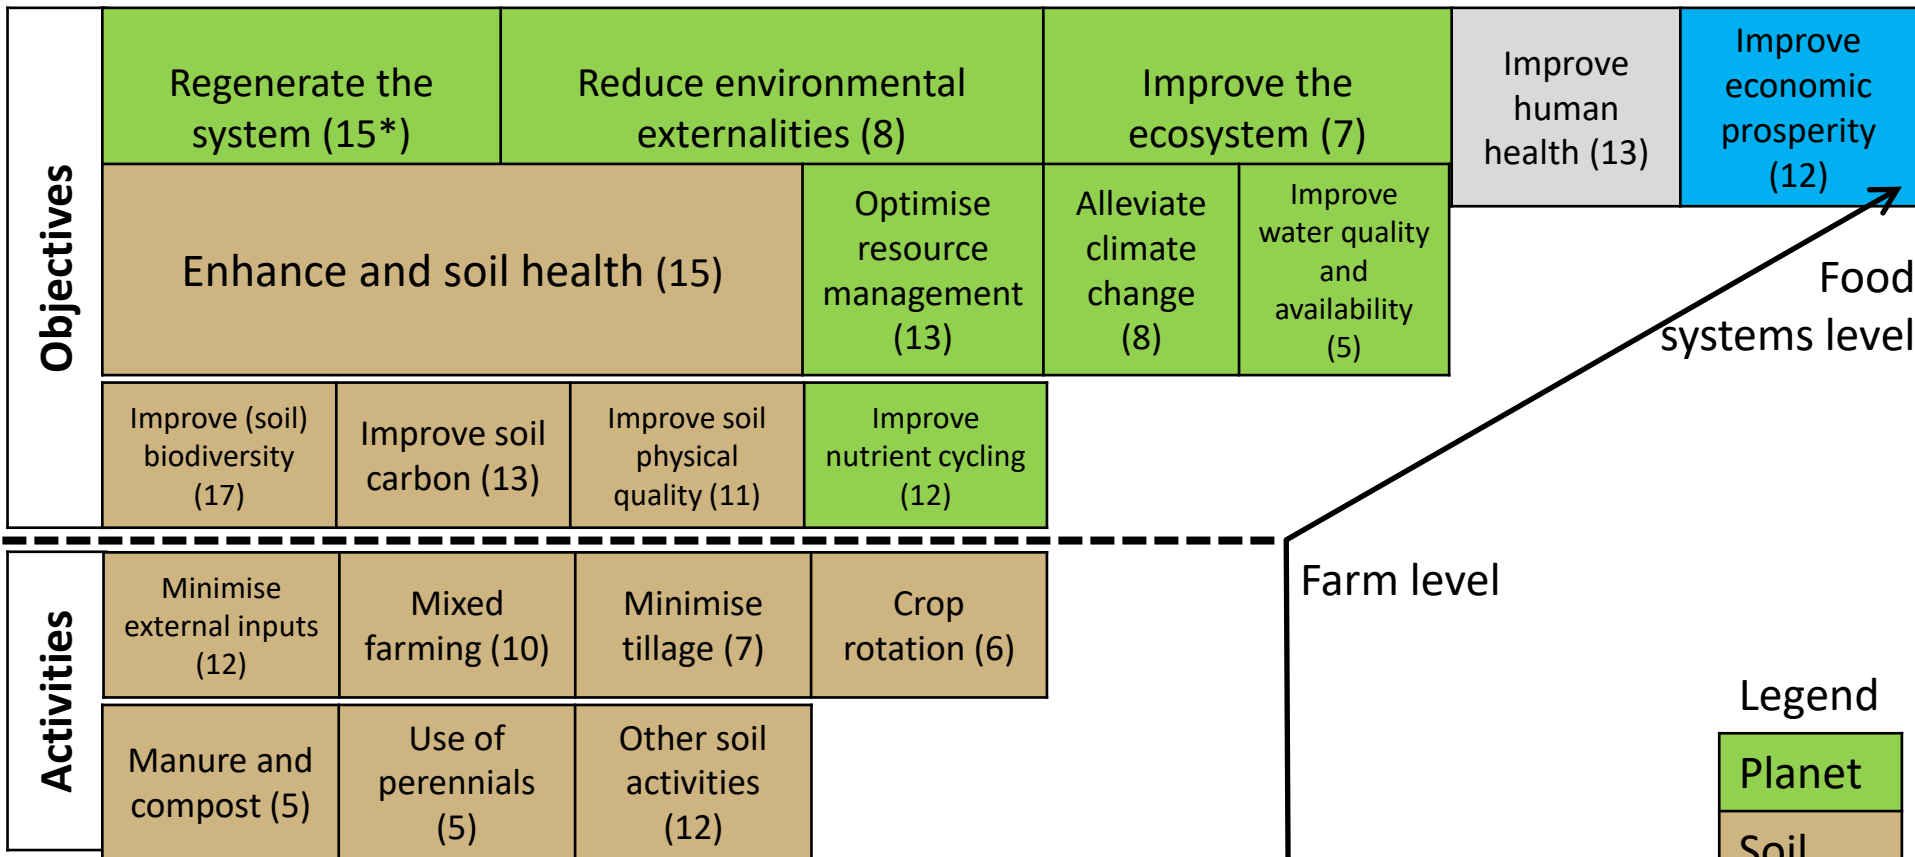 Objectives
Regenerate the
system (15*)
Reduce environmental
externalities (8)
Improve the
ecosystem (7)
Improve
human
health (13)
Improve
economic
prosperity
(12)
Enhance and soil health (15)
Optimise
resource
management
(13)
Alleviate
climate
change
(8)
Improve
water quality
and
availability
(5)
Food
systems level
Improve (soil)
biodiversity
(17)
Improve soil
carbon (13)
Improve soil
physical
quality (11)
Improve
nutrient cycling
(12)
Activities
Minimise
external inputs
(12)
Mixed
farming (10)
Minimise
tillage (7)
Crop
rotation (6)
Farm level
Manure and
compost (5)
Use of
perennials
(5)
Other soil
activities
(12)
Legend
Planet
Soil